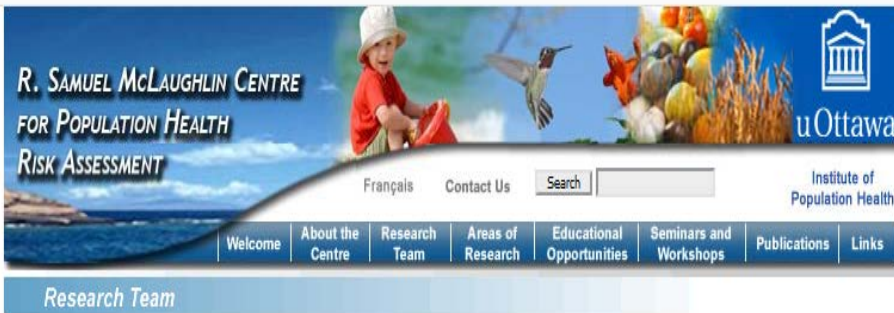 R. SAMUEL MCLAUGHLIN CENTRE
FOR POPULATION HEALTH
RISK ASSESSMENT
uOttawa
Français
Contact Us
Search
Institute of
Population Health
Welcome
About the
Centre
Research
Team
Areas of
Research
Educational
Opportunities
Seminars and
Workshops
Publications
Links
Research Team